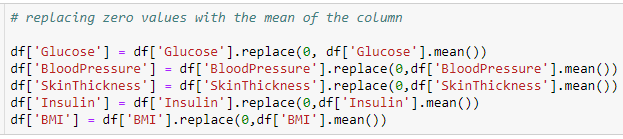 # replacing zero values with the mean of the column
df['Glucose'] = df['Glucose'].replace(0, df['Glucose'].mean())
df['BloodPressure'] = df['BloodPressure'].replace(0,df['BloodPressure'].mean())
df['SkinThickness'] = df['SkinThickness'].replace(0,df['SkinThickness'].mean())
df['Insulin'] = df['Insulin'].replace(0,df['Insulin'].mean())
df['BMI'] = df['BMI'].replace(0,df['BMI'].mean())